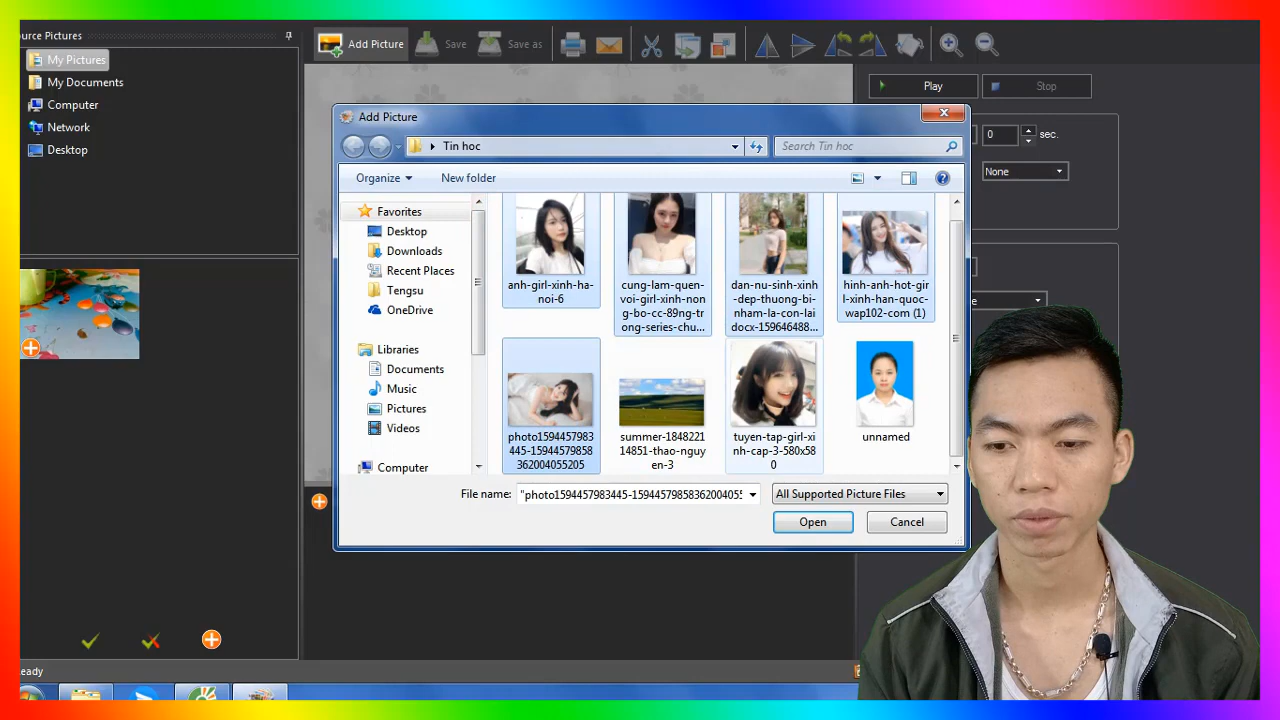 urce Pictures
My Pictures
My Documents
Computer
Network
Desktop
Add Picture
Save
Save as
Play
Stop
0
sec.
None
Add Picture
Tin hoc
Search Tin hoc
Organize
New folder
Favorites
Desktop
Downloads
Recent Places
Tengsu
OneDrive
Libraries
Documents
Music
Pictures
Videos
Computer
anh-girl-xinh-ha-
noi-6
cung-lam-quen-
voi-girl-xinh-non
g-bo-cc-89ng-tr
ong-series-chu...
dan-nu-sinh-xinh
-dep-thuong-bi-
nham-la-con-lai
docx-159646488...
hinh-anh-hot-gir
l-xinh-han-quoc-
wap102-com (1)
photo1594457983
445-15944579858
362004055205
summer-1848221
14851-thao-nguy
en-3
tuyen-tap-girl-xi
nh-cap-3-580x58
0
unnamed
File name:
"photo1594457983445-1594457985836200405
All Supported Picture Files
Open
Cancel
eady